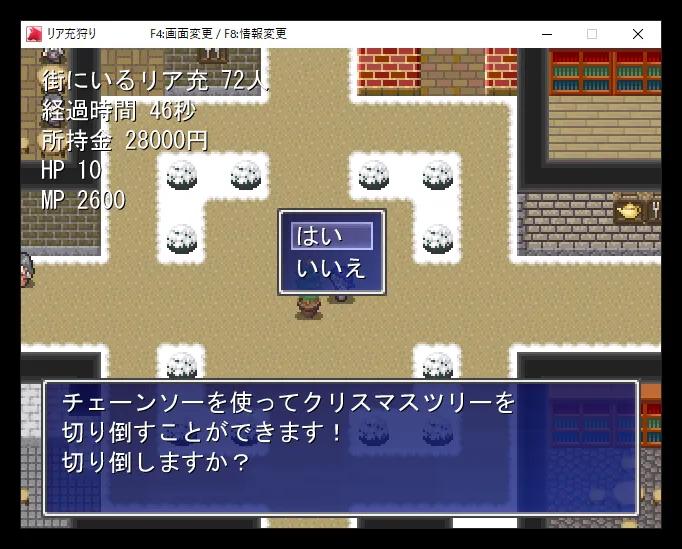 リア充狩り F4:画面変更 / F8:情報変更
街にいるリア充 72人
経過時間 46秒
所持金 28000円
HP 10
MP 2600
はい
いいえ
チェーンソーを使ってクリスマスツリーを
切り倒すことができます！
切り倒しますか？